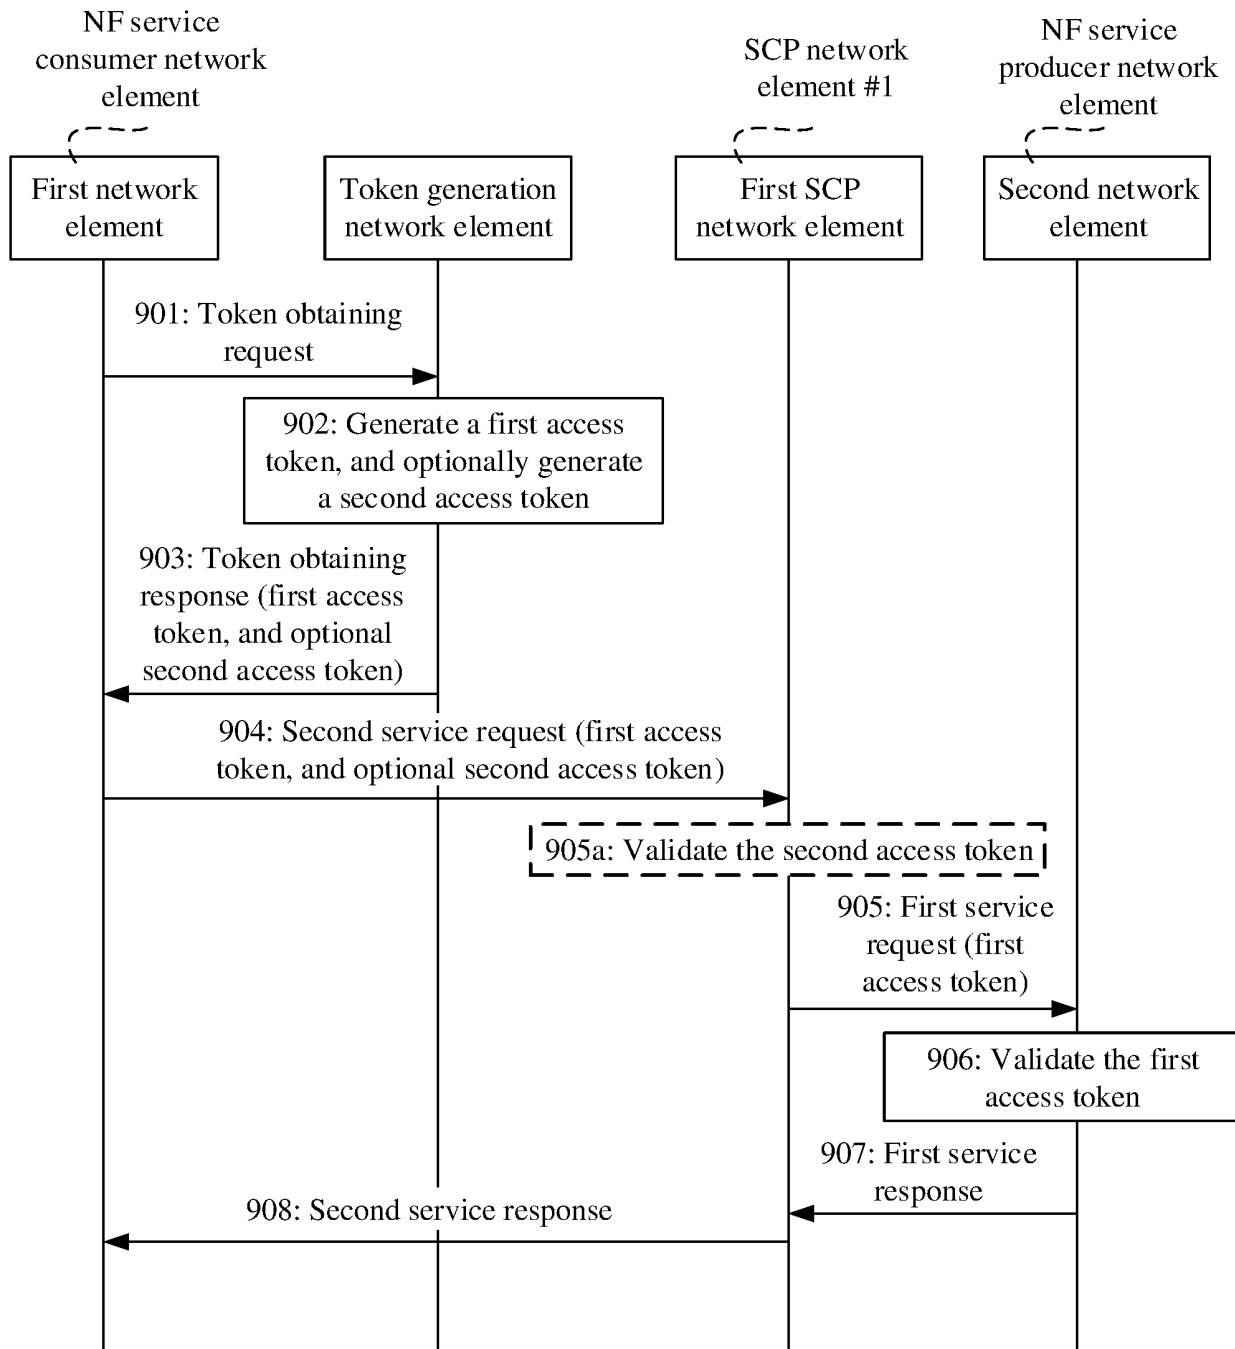 NF service
consumer network
element
SCP network
element #1
NF service
producer network
element
First network
element
Token generation
network element
First SCP
network element
Second network
element
901: Token obtaining
request
902: Generate a first access
token, and optionally generate
a second access token
903: Token obtaining
response (first access
token, and optional
second access token)
904: Second service request (first access
token, and optional second access token)
905a: Validate the second access token
905: First service
request (first
access token)
906: Validate the first
access token
907: First service
response
908: Second service response